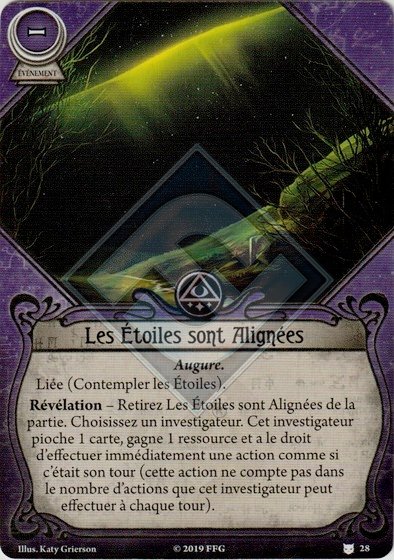 –
ÉVÉNEMENT
Les Étoiles sont Alignées
Augure.
Liée (Contempler les Étoiles).
Révélation – Retirez Les Étoiles sont Alignées de la
partie. Choisissez un investigateur. Cet investigateur
pioche 1 carte, gagne 1 ressource et a le droit
d'effectuer immédiatement une action comme si
c'était son tour (cette action ne compte pas dans
le nombre d'actions que cet investigateur peut
effectuer à chaque tour).
Illus. Katy Grierson © 2019 FFG 28